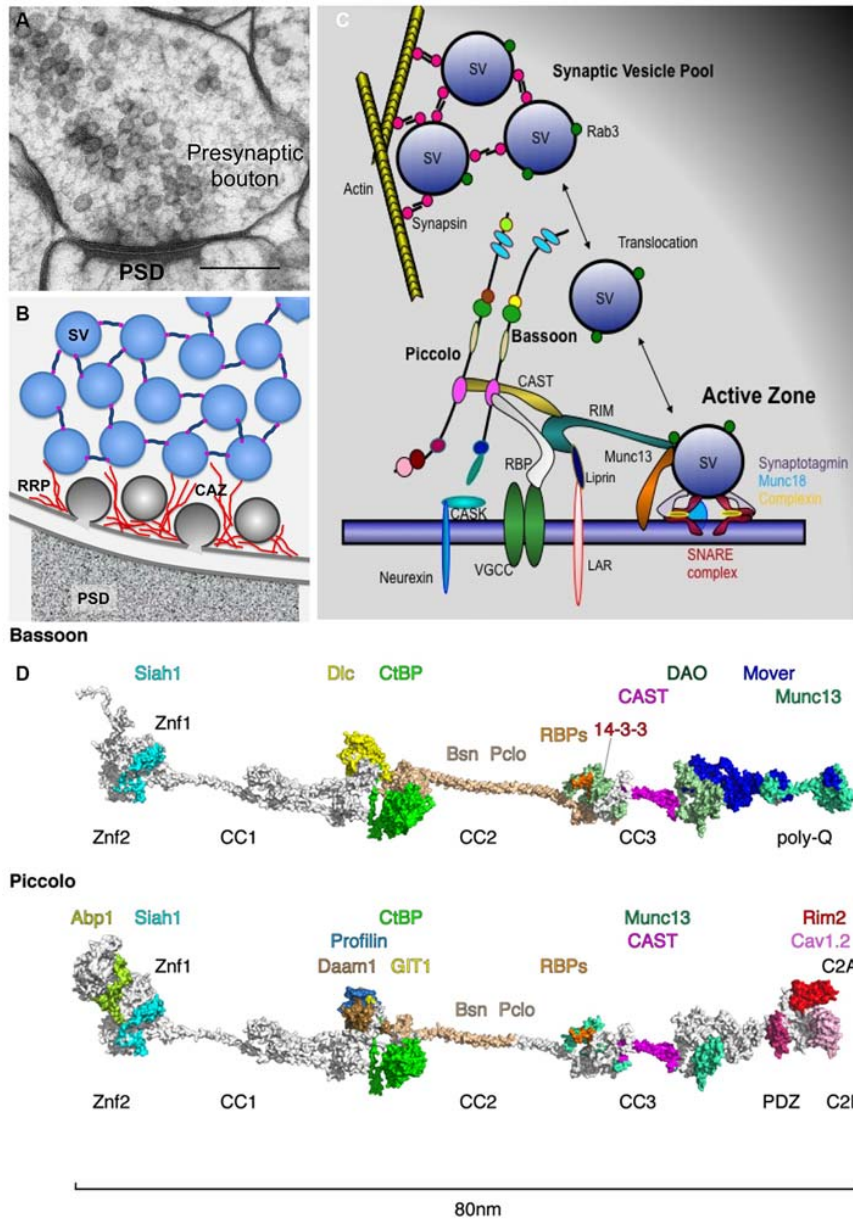 A
Presynaptic
bouton
PSD
B
SV
RRP
CAZ
PSD
C
SV
Synaptic Vesicle Pool
SV
Rab3
SV
Actin
Synapsin
Translocation
SV
Piccolo
Bassoon
CAST
Active Zone
RIM
Munc13
SV
RBP
Liprin
Synaptotagmin
Munc18
Complexin
CASK
SNARE
complex
Neurexin
VGCC
LAR
Bassoon
D
Siah1
Dlc
CtBP
DAO
Mover
CAST
Munc13
Znf1
RBPs
14-3-3
Bsn Pclo
Znf2
CC1
CC2
CC3
poly-Q
Piccolo
Abp1
Siah1
CtBP
Munc13
Rim2
Profilin
CAST
Cav1.2
Znf1
Daam1
GIT1
RBPs
C2A
Bsn Pclo
Znf2
CC1
CC2
CC3
PDZ
80nm